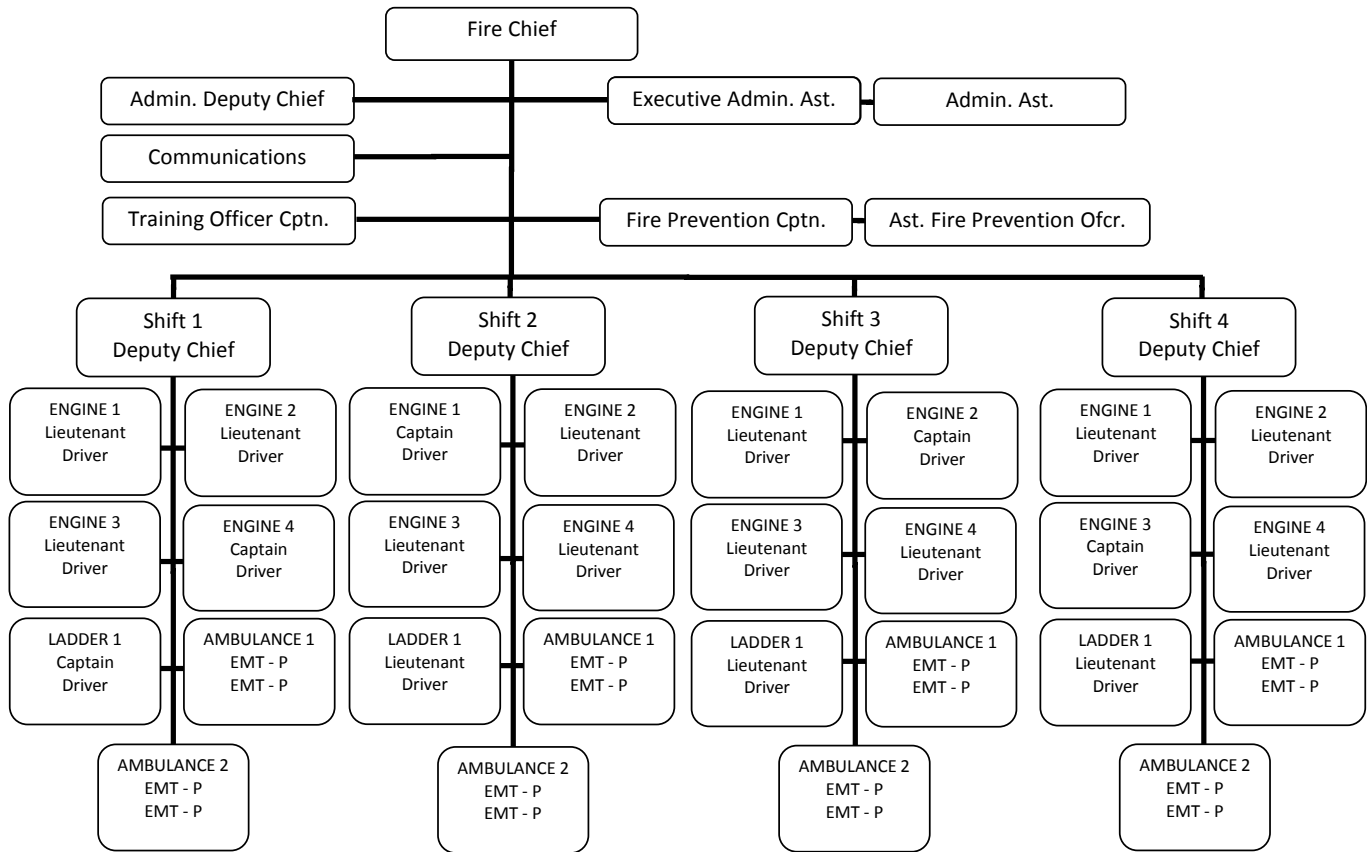 Fire Chief
Admin. Deputy Chief
Executive Admin. Ast.
Admin. Ast.
Communications
Training Officer Cptn.
Fire Prevention Cptn.
Ast. Fire Prevention Ofcr.
Shift 1
Deputy Chief
Shift 2
Deputy Chief
Shift 3
Deputy Chief
Shift 4
Deputy Chief
ENGINE 1
Lieutenant
Driver
ENGINE 2
Lieutenant
Driver
ENGINE 1
Captain
Driver
ENGINE 2
Lieutenant
Driver
ENGINE 1
Lieutenant
Driver
ENGINE 2
Captain
Driver
ENGINE 1
Lieutenant
Driver
ENGINE 2
Lieutenant
Driver
ENGINE 3
Lieutenant
Driver
ENGINE 4
Captain
Driver
ENGINE 3
Lieutenant
Driver
ENGINE 4
Lieutenant
Driver
ENGINE 3
Lieutenant
Driver
ENGINE 4
Lieutenant
Driver
ENGINE 3
Captain
Driver
ENGINE 4
Lieutenant
Driver
LADDER 1
Captain
Driver
AMBULANCE 1
EMT - P
EMT - P
LADDER 1
Lieutenant
Driver
AMBULANCE 1
EMT - P
EMT - P
LADDER 1
Lieutenant
Driver
AMBULANCE 1
EMT - P
EMT - P
LADDER 1
Lieutenant
Driver
AMBULANCE 1
EMT - P
EMT - P
AMBULANCE 2
EMT - P
EMT - P
AMBULANCE 2
EMT - P
EMT - P
AMBULANCE 2
EMT - P
EMT - P
AMBULANCE 2
EMT - P
EMT - P